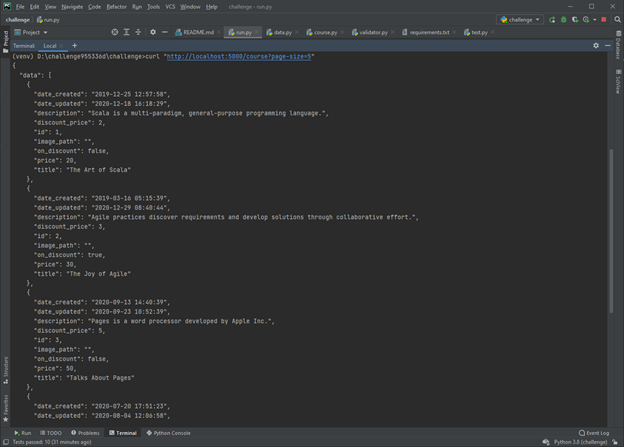 File Edit View Navigate Code Refactor Run Tools VCS Window Help challenge - run.py
challenge run.py challenge
Project README.md run.py data.py course.py validator.py requirements.txt test.py
Terminal Local +
(venv) D:\challenge955336d\challenge>curl "http://localhost:5000/course?page-size=5"
{
"data": [
{
"date_created": "2019-12-25 12:57:58",
"date_updated": "2020-12-18 16:18:29",
"description": "Scala is a multi-paradigm, general-purpose programming language.",
"discount_price": 2,
"id": 1,
"image_path": "",
"on_discount": false,
"price": 20,
"title": "The Art of Scala"
},
{
"date_created": "2019-03-16 05:15:39",
"date_updated": "2020-12-29 08:40:44",
"description": "Agile practices discover requirements and develop solutions through collaborative effort.",
"discount_price": 3,
"id": 2,
"image_path": "",
"on_discount": true,
"price": 30,
"title": "The Joy of Agile"
},
{
"date_created": "2020-09-13 14:40:39",
"date_updated": "2020-09-23 10:52:39",
"description": "Pages is a word processor developed by Apple Inc.",
"discount_price": 5,
"id": 3,
"image_path": "",
"on_discount": false,
"price": 50,
"title": "Talks About Pages"
},
{
"date_created": "2020-07-20 17:51:23",
"date_updated": "2020-08-04 12:06:58",
Run TODO Problems Terminal Python Console Event Log
Tests passed: 10 (31 minutes ago) Python 3.8 (challenge)
Project
Structure
Favorites
Database
SciView